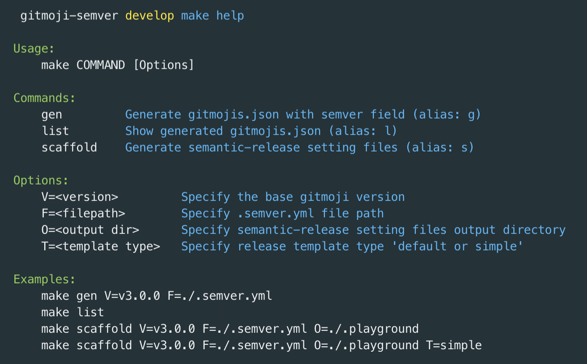 gitmoji-semver develop make help
Usage:
make COMMAND [Options]
Commands:
gen Generate gitmojis.json with semver field (alias: g)
list Show generated gitmojis.json (alias: l)
scaffold Generate semantic-release setting files (alias: s)
Options:
V=<version> Specify the base gitmoji version
F=<filepath> Specify .semver.yml file path
O=<output dir> Specify semantic-release setting files output directory
T=<template type> Specify release template type 'default or simple'
Examples:
make gen V=v3.0.0 F=./.semver.yml
make list
make scaffold V=v3.0.0 F=./.semver.yml O=./.playground
make scaffold V=v3.0.0 F=./.semver.yml O=./.playground T=simple